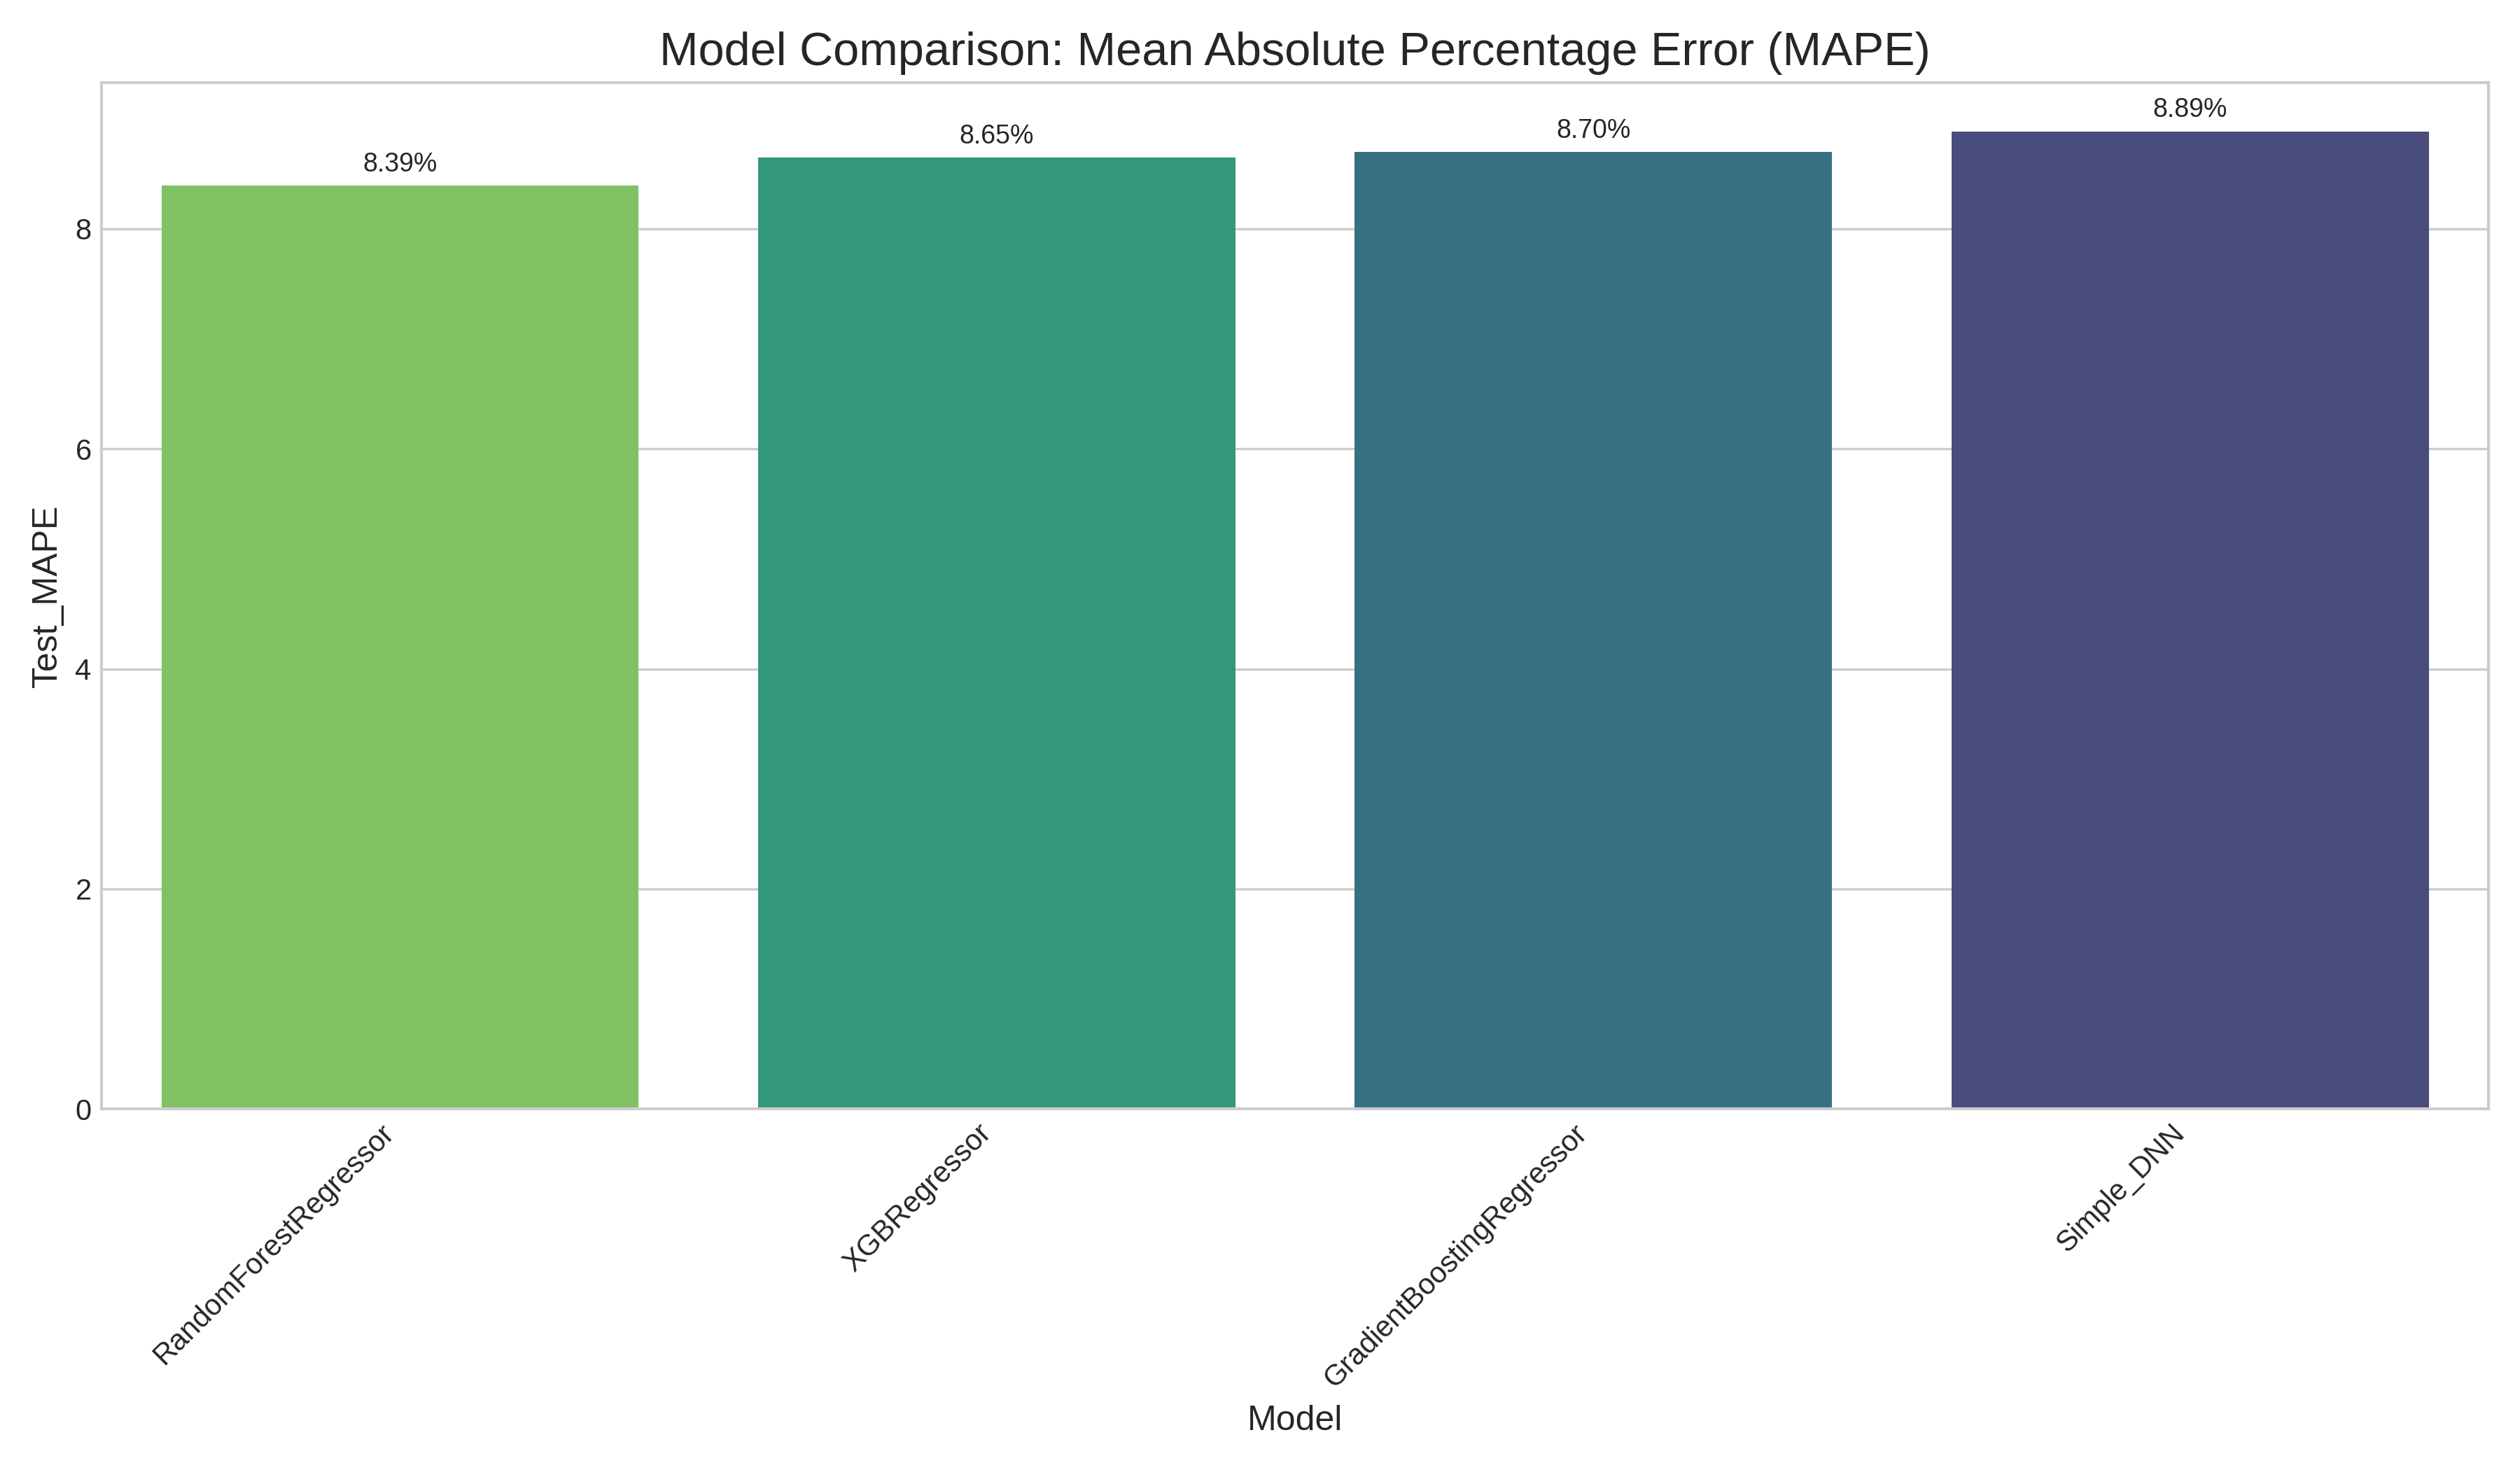 Model Comparison: Mean Absolute Percentage Error (MAPE)
8.39%
8.65%
8.70%
8.89%
Test_MAPE
8
6
4
2
0
RandomForestRegressor
XGBRegressor
GradientBoostingRegressor
Simple_DNN
Model